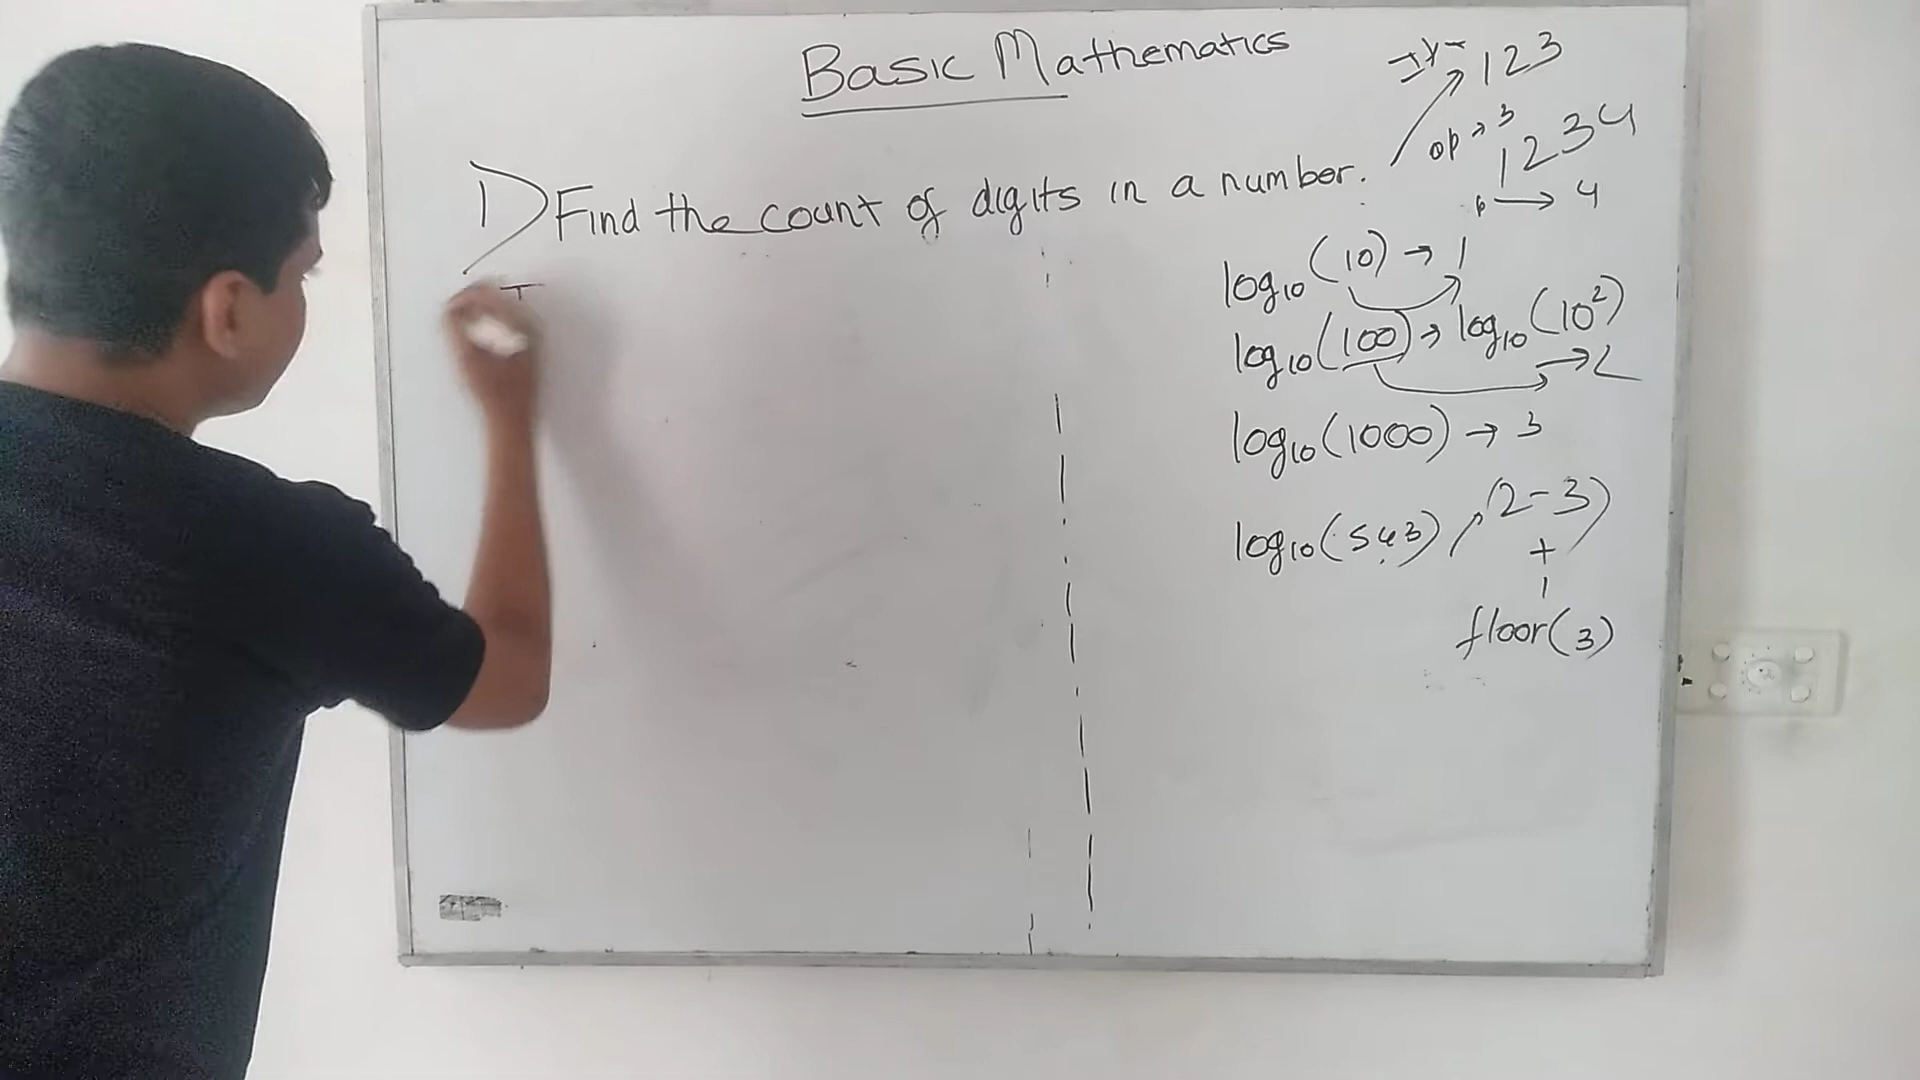 Basic Mathematics
1) Find the count of digits in a number.
T
123
op → 3
1234
→ 4
log₁₀(10) → 1
log₁₀(100) → log₁₀(10²)
→ 2
log₁₀(1000) → 3
log₁₀(543) (2-3)
+
1
floor(3)